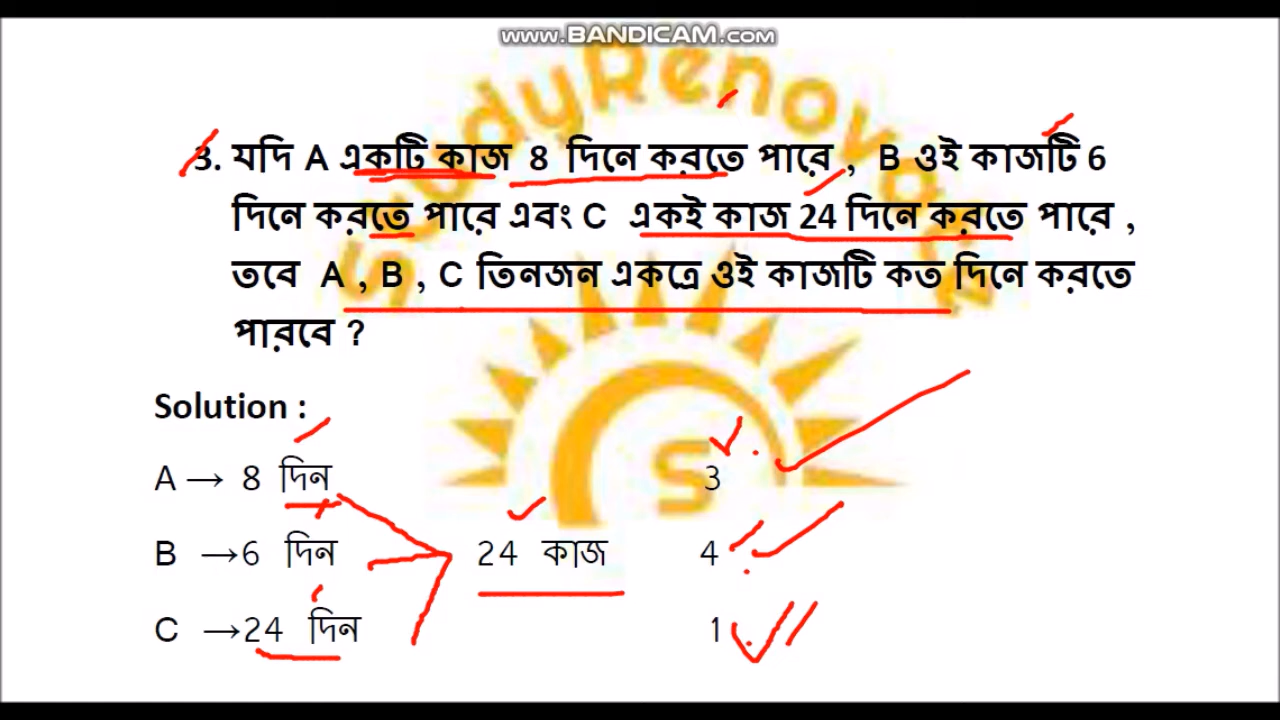 www.BANDICAM.com
StudyRenovator
3. যদি A একটি কাজ 8 দিনে করতে পারে , B ওই কাজটি 6
দিনে করতে পারে এবং C একই কাজ 24 দিনে করতে পারে ,
তবে A , B , C তিনজন একত্রে ওই কাজটি কত দিনে করতে
পারবে ?
Solution :
A → 8 দিন 3
B →6 দিন 24 কাজ 4
C →24 দিন 1
S